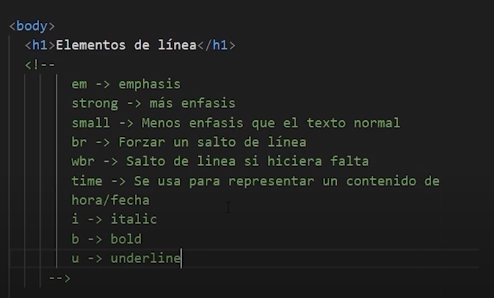 <body>
<h1>Elementos de línea</h1>
<!--
em -> emphasis
strong -> más enfasis
small -> Menos enfasis que el texto normal
br -> Forzar un salto de línea
wbr -> Salto de linea si hiciera falta
time -> Se usa para representar un contenido de
hora/fecha
i -> italic
b -> bold
u -> underline
-->